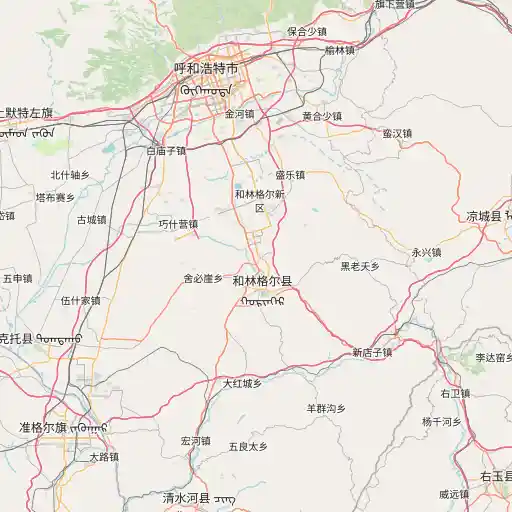 旗下营镇
保合少镇
榆林镇
呼和浩特市
金河镇
黄合少镇
土默特左旗
蛮汉镇
白庙子镇
北什轴乡
盛乐镇
塔布赛乡
和林格尔新
区
古城镇
巧什营镇
岱镇
凉城县
永兴镇
黑老夭乡
五申镇
舍必崖乡
和林格尔县
伍什家镇
克托县
新店子镇
李达窑乡
大红城乡
右卫镇
羊群沟乡
杨千河乡
准格尔旗
宏河镇
五良太乡
大路镇
右玉县
清水河县
威远镇